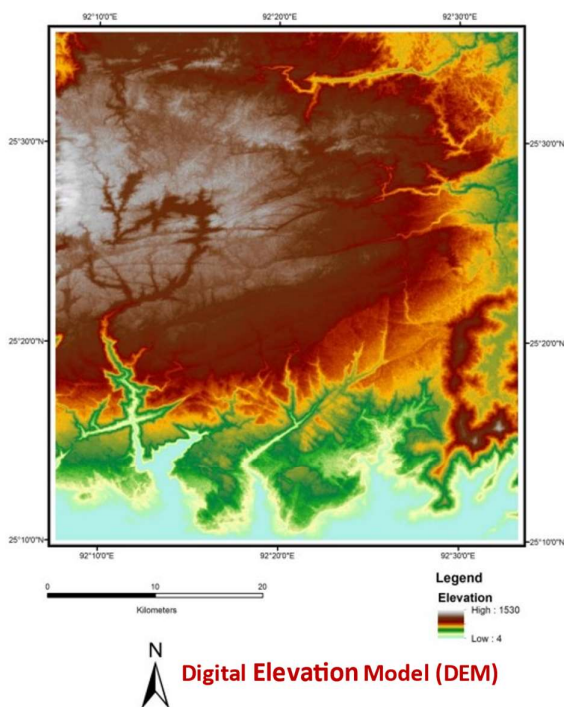 92°10'0"E 92°20'0"E 92°30'0"E
25°30'0"N 25°30'0"N
25°20'0"N 25°20'0"N
25°10'0"N 25°10'0"N
92°10'0"E 92°20'0"E 92°30'0"E
0 10 20
Kilometers
Legend
Elevation
High : 1530
Low : 4
N
Digital Elevation Model (DEM)